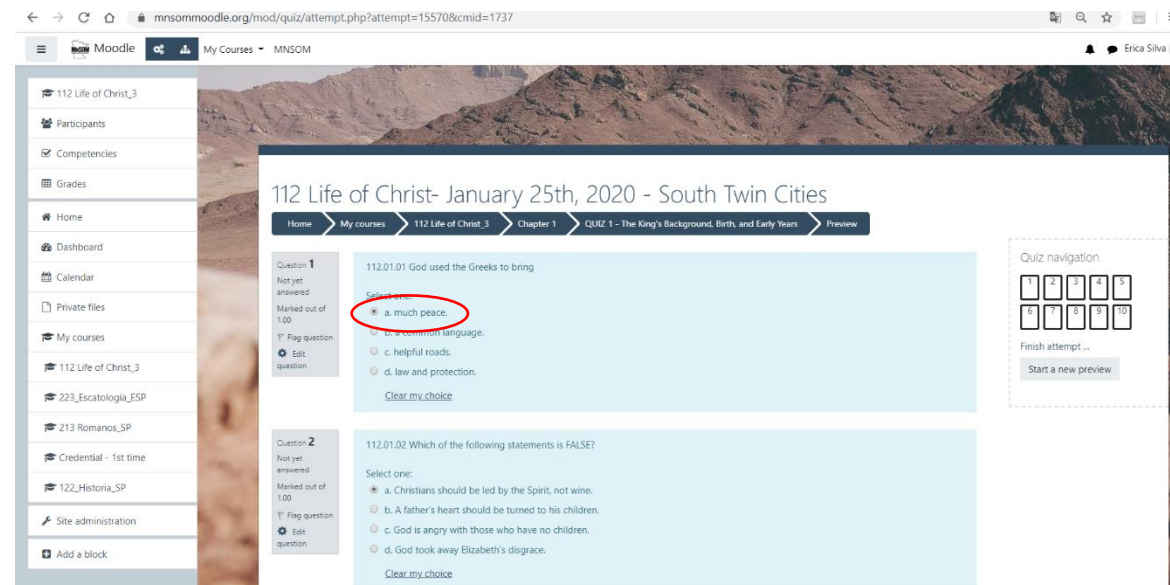 mnsommoodle.org/mod/quiz/attempt.php?attempt=15570&cmid=1737
Moodle My Courses MNSOM Erica Silva
112 Life of Christ_3
Participants
Competencies
Grades
Home
Dashboard
Calendar
Private files
My courses
112 Life of Christ_3
223_Escatología_ESP
213 Romanos_SP
Credential - 1st time
122_Historia_SP
Site administration
Add a block
112 Life of Christ- January 25th, 2020 - South Twin Cities
Home My courses 112 Life of Christ_3 Chapter 1 QUIZ 1 - The King's Background, Birth, and Early Years Preview
Question 1
Not yet
answered
Marked out of
1.00
Flag question
Edit
question
112.01.01 God used the Greeks to bring
Select one:
a. much peace.
b. a common language.
c. helpful roads.
d. law and protection.
Clear my choice
Question 2
Not yet
answered
Marked out of
1.00
Flag question
Edit
question
112.01.02 Which of the following statements is FALSE?
Select one:
a. Christians should be led by the Spirit, not wine.
b. A father's heart should be turned to his children.
c. God is angry with those who have no children.
d. God took away Elizabeth's disgrace.
Clear my choice
Quiz navigation
1 2 3 4 5
6 7 8 9 10
Finish attempt ...
Start a new preview